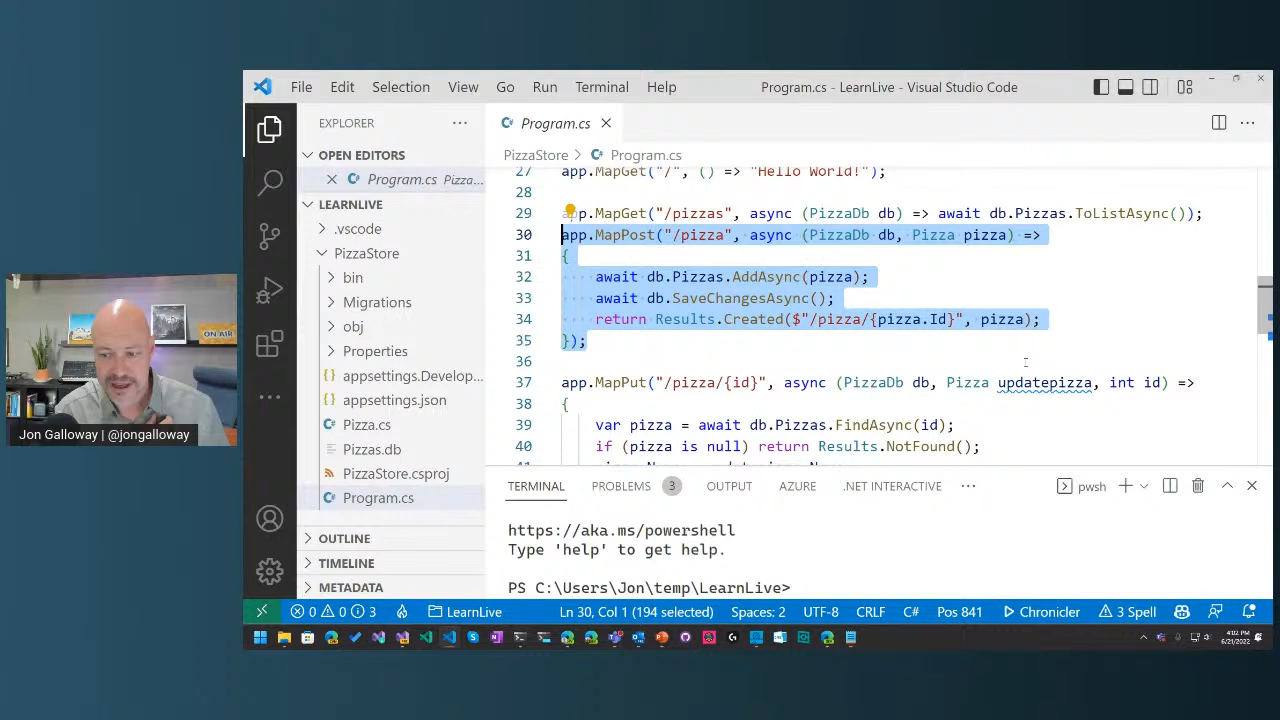 File Edit Selection View Go Run Terminal Help Program.cs - LearnLive - Visual Studio Code
EXPLORER
Program.cs
OPEN EDITORS
PizzaStore > Program.cs
Program.cs Pizza...
LEARNLIVE
.vscode
PizzaStore
bin
Migrations
obj
Properties
appsettings.Develop...
appsettings.json
Pizza.cs
Pizzas.db
PizzaStore.csproj
Program.cs
OUTLINE
TIMELINE
METADATA
27 app.MapGet("/", () => "Hello World!");
28
29 app.MapGet("/pizzas", async (PizzaDb db) => await db.Pizzas.ToListAsync());
30 app.MapPost("/pizza", async (PizzaDb db, Pizza pizza) =>
31 {
32 await db.Pizzas.AddAsync(pizza);
33 await db.SaveChangesAsync();
34 return Results.Created($"/pizza/{pizza.Id}", pizza);
35 });
36
37 app.MapPut("/pizza/{id}", async (PizzaDb db, Pizza updatepizza, int id) =>
38 {
39 var pizza = await db.Pizzas.FindAsync(id);
40 if (pizza is null) return Results.NotFound();
TERMINAL PROBLEMS 3 OUTPUT AZURE .NET INTERACTIVE pwsh
https://aka.ms/powershell
Type 'help' to get help.
PS C:\Users\Jon\temp\LearnLive>
0 0 3 LearnLive Ln 30, Col 1 (194 selected) Spaces: 2 UTF-8 CRLF C# Pos 841 Chronicler 3 Spell
4:02 PM
6/21/2022
ON AIR
Jon Galloway | @jongalloway